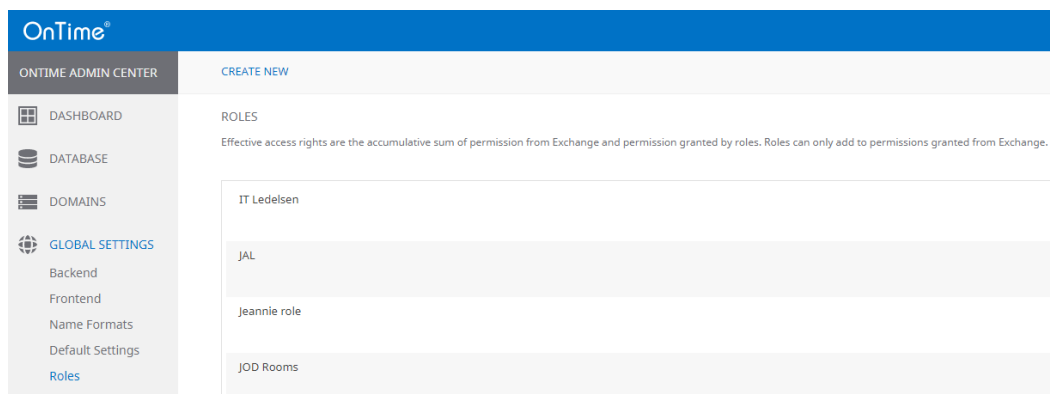 OnTime®
ONTIME ADMIN CENTER
CREATE NEW
DASHBOARD
DATABASE
DOMAINS
GLOBAL SETTINGS
Backend
Frontend
Name Formats
Default Settings
Roles
ROLES
Effective access rights are the accumulative sum of permission from Exchange and permission granted by roles. Roles can only add to permissions granted from Exchange.
IT Ledelsen
JAL
Jeannie role
JOD Rooms